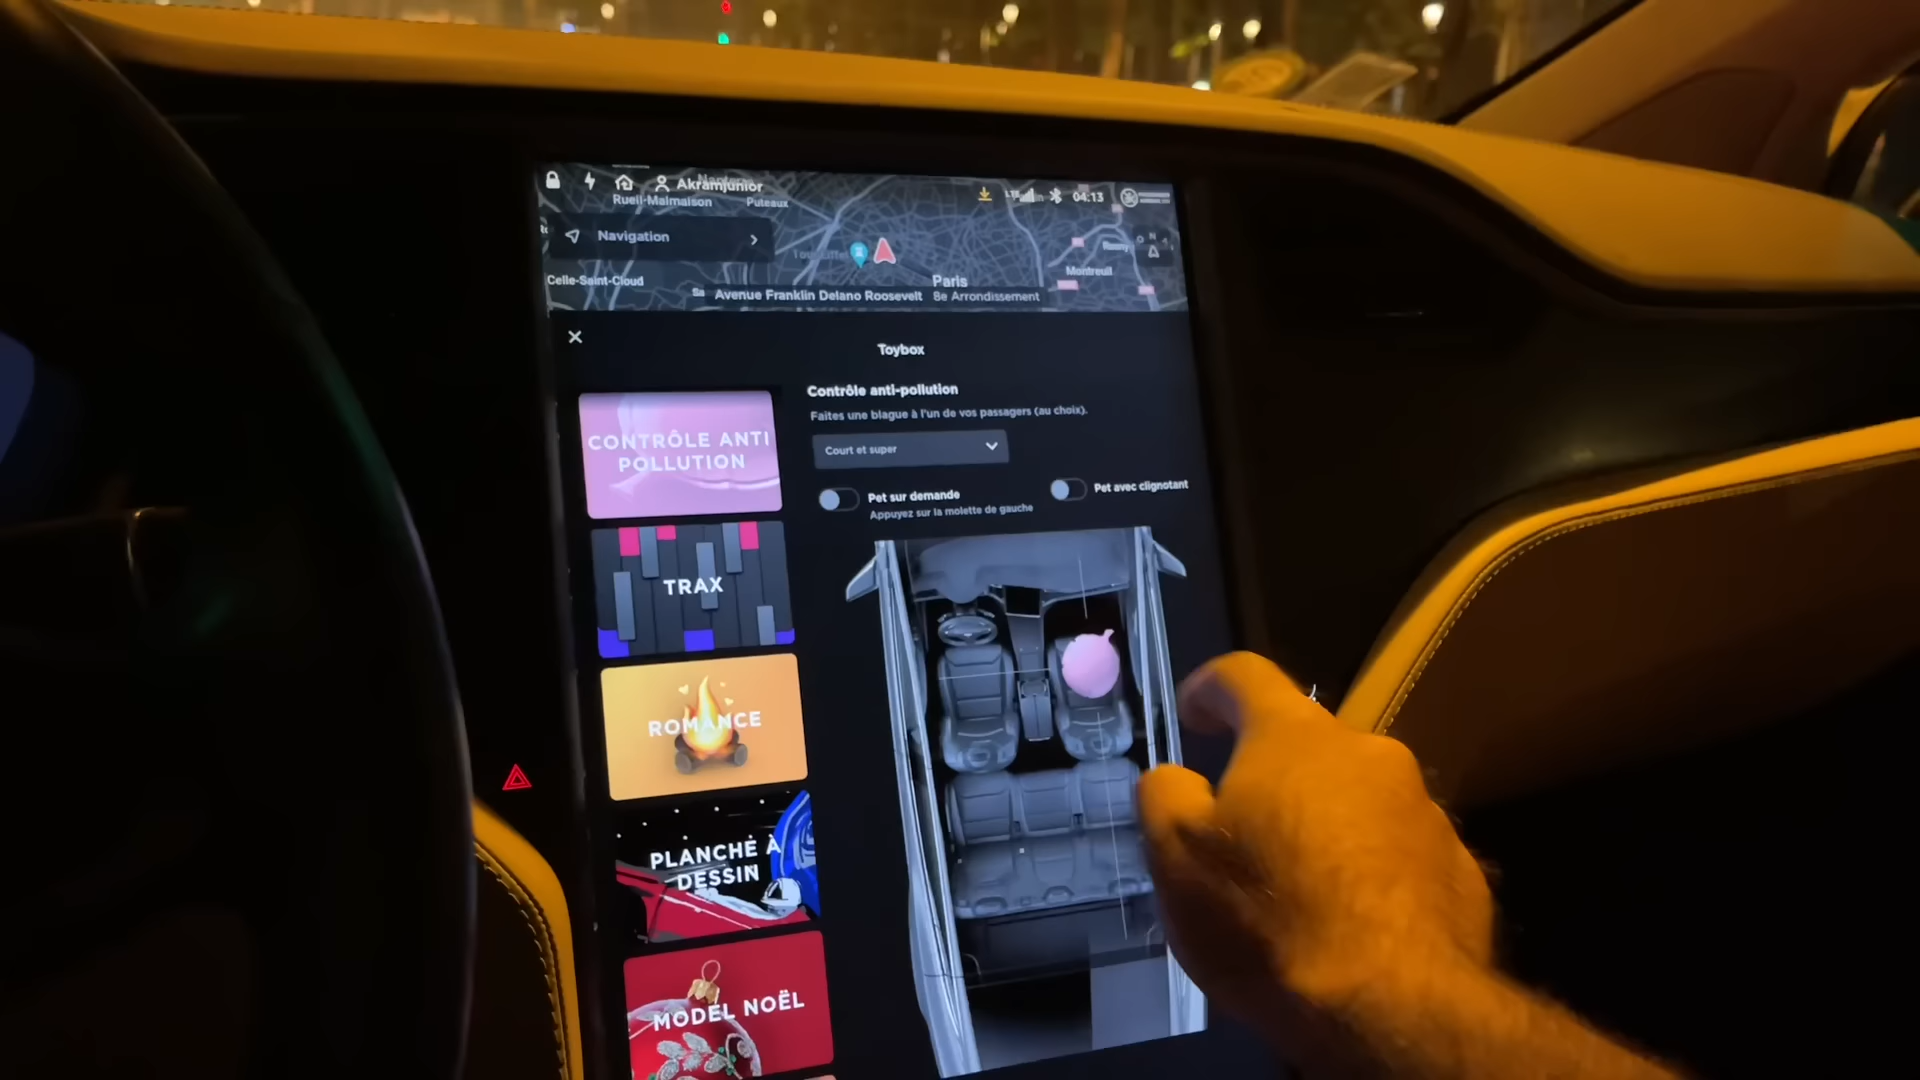 Nanterre
Akramjunior
LTE
04:13
Rueil-Malmaison
Puteaux
Navigation
N
Celle-Saint-Cloud
Montreuil
Paris
Avenue Franklin Delano Roosevelt
8e Arrondissement
Toybox
Contrôle anti-pollution
Faites une blague à l'un de vos passagers (au choix).
Court et super
Pet sur demande
Appuyez sur la molette de gauche
Pet avec clignotant
CONTRÔLE ANTI
POLLUTION
TRAX
ROMANCE
PLANCHE À
DESSIN
MODEL NOËL